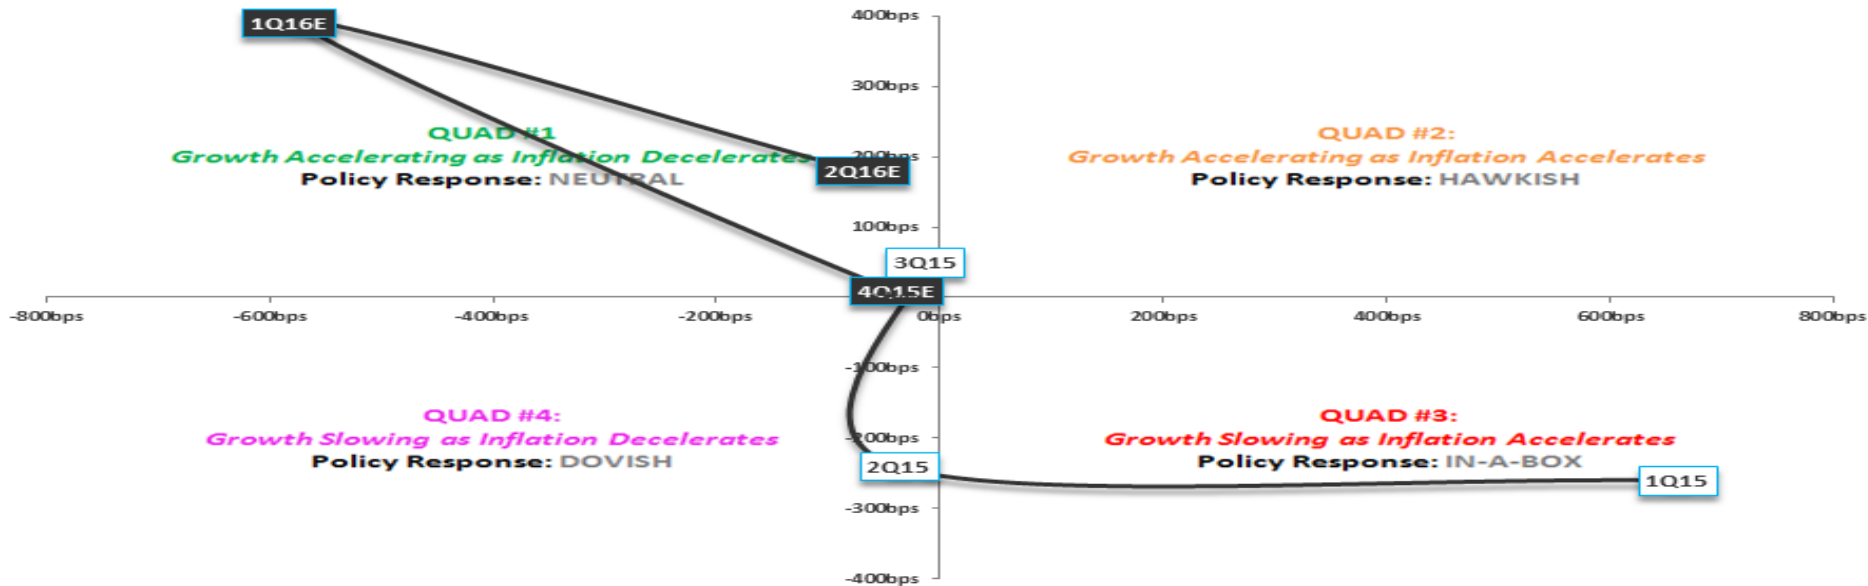 1Q16E
400bps
300bps
QUAD #1
Growth Accelerating as Inflation Decelerates
Policy Response: NEUTRAL
QUAD #2:
Growth Accelerating as Inflation Accelerates
Policy Response: HAWKISH
200bps
2Q16E
100bps
3Q15
4Q15E
-800bps
-600bps
-400bps
-200bps
0bps
200bps
400bps
600bps
800bps
-100bps
QUAD #4:
Growth Slowing as Inflation Decelerates
Policy Response: DOVISH
QUAD #3:
Growth Slowing as Inflation Accelerates
Policy Response: IN-A-BOX
-200bps
2Q15
1Q15
-300bps
-400bps